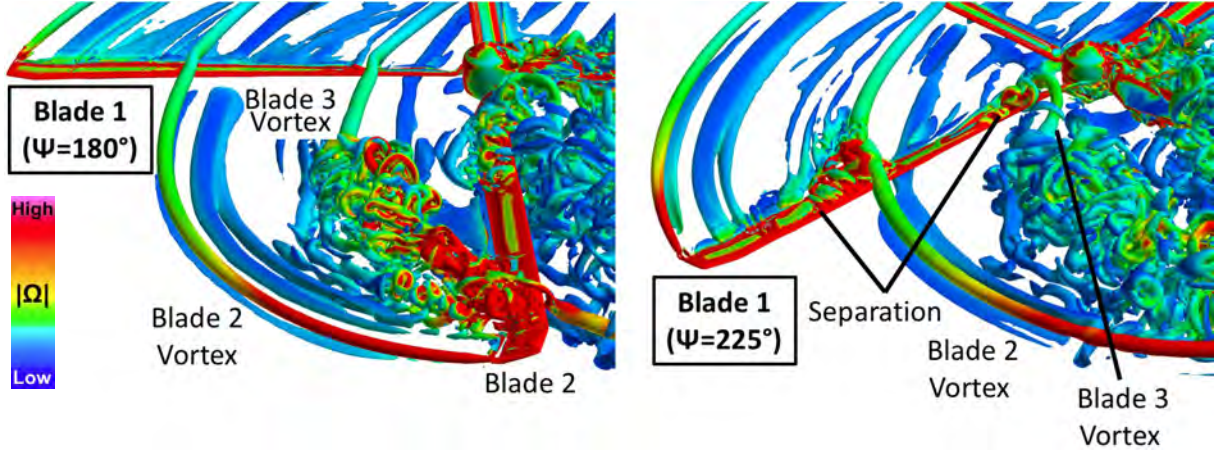 Blade 1
(Ψ=180°)
Blade 3
Vortex
High
|Ω|
Low
Blade 2
Vortex
Blade 2
Blade 1
(Ψ=225°)
Separation
Blade 2
Vortex
Blade 3
Vortex